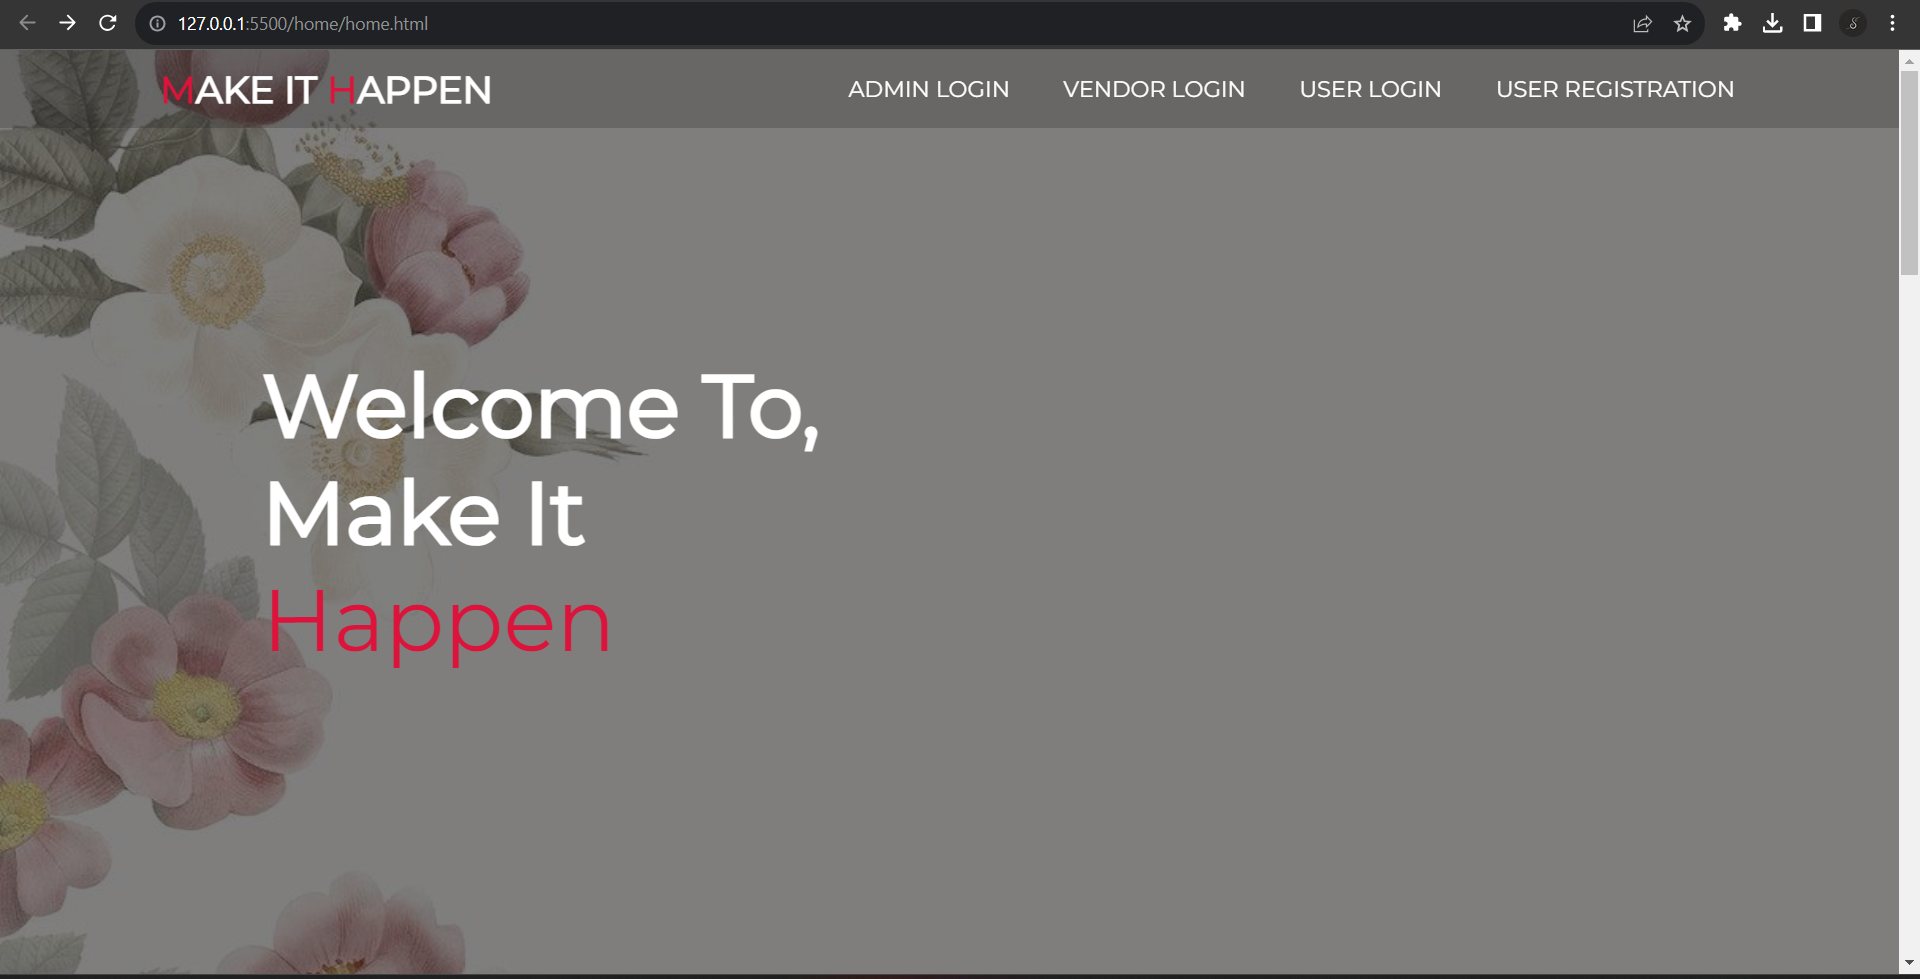 127.0.0.1:5500/home/home.html
MAKE IT HAPPEN
ADMIN LOGIN
VENDOR LOGIN
USER LOGIN
USER REGISTRATION
Welcome To,
Make It
Happen